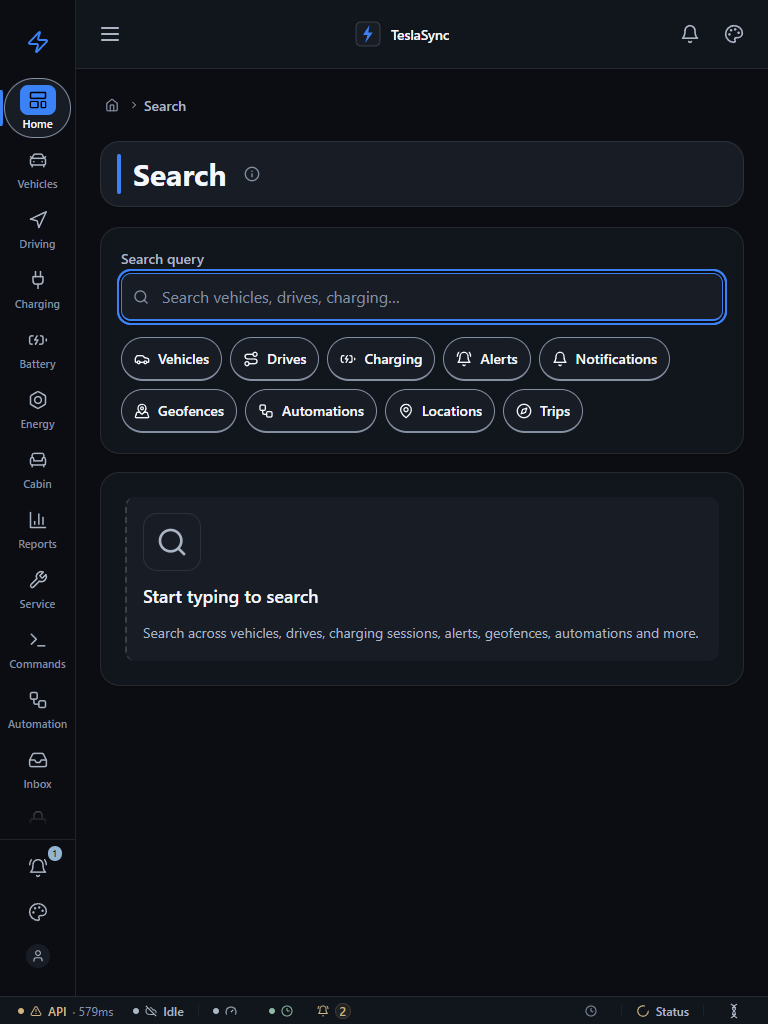 TeslaSync
Home
Vehicles
Driving
Charging
Battery
Energy
Cabin
Reports
Service
Commands
Automation
Inbox
1
Search
Search
Search query
Search vehicles, drives, charging...
Vehicles
Drives
Charging
Alerts
Notifications
Geofences
Automations
Locations
Trips
Start typing to search
Search across vehicles, drives, charging sessions, alerts, geofences, automations and more.
API · 579ms
Idle
2
Status